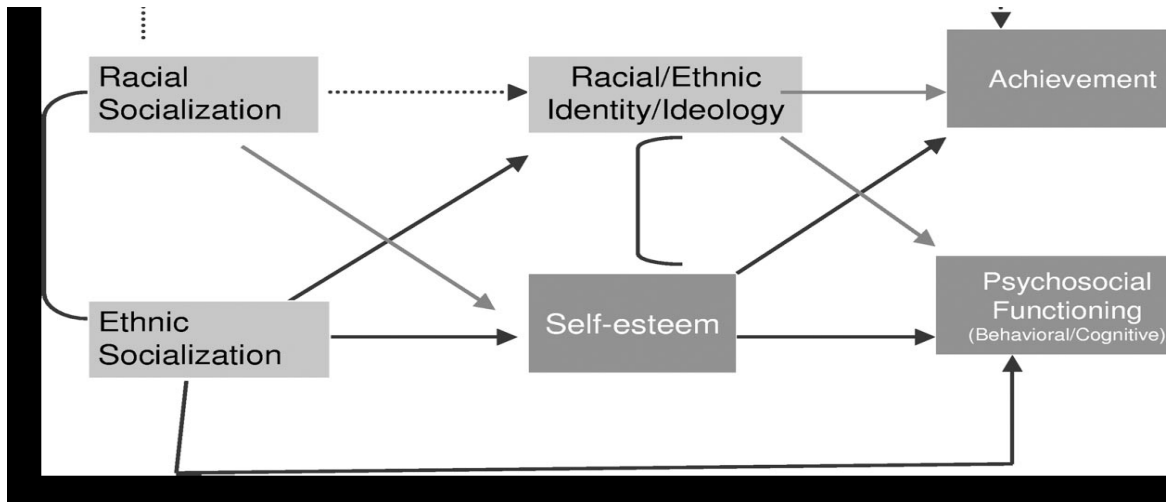 Racial
Socialization
Racial/Ethnic
Identity/Ideology
Achievement
Ethnic
Socialization
Self-esteem
Psychosocial
Functioning
(Behavioral/Cognitive)